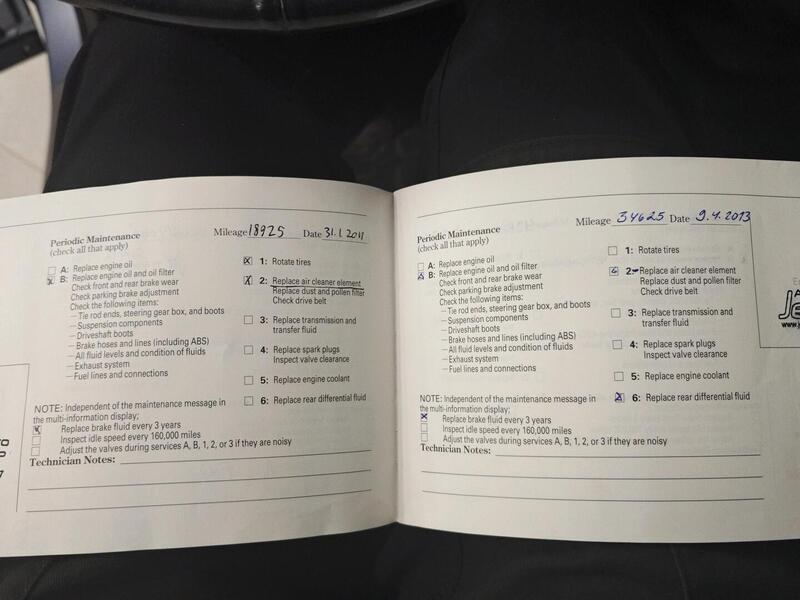 Periodic Maintenance
(check all that apply)
Mileage 18925 Date 31.1.2011
A: Replace engine oil
B: Replace engine oil and oil filter
Check front and rear brake wear
Check parking brake adjustment
Check the following items:
– Tie rod ends, steering gear box, and boots
– Suspension components
– Driveshaft boots
– Brake hoses and lines (including ABS)
– All fluid levels and condition of fluids
– Exhaust system
– Fuel lines and connections
X 1: Rotate tires
X 2: Replace air cleaner element
Replace dust and pollen filter
Check drive belt
3: Replace transmission and
transfer fluid
4: Replace spark plugs
Inspect valve clearance
5: Replace engine coolant
6: Replace rear differential fluid
NOTE: Independent of the maintenance message in
the multi-information display;
Replace brake fluid every 3 years
Inspect idle speed every 160,000 miles
Adjust the valves during services A, B, 1, 2, or 3 if they are noisy
Technician Notes:
Periodic Maintenance
(check all that apply)
Mileage 34625 Date 9.4.2013
A: Replace engine oil
B: Replace engine oil and oil filter
Check front and rear brake wear
Check parking brake adjustment
Check the following items:
– Tie rod ends, steering gear box, and boots
– Suspension components
– Driveshaft boots
– Brake hoses and lines (including ABS)
– All fluid levels and condition of fluids
– Exhaust system
– Fuel lines and connections
1: Rotate tires
2: Replace air cleaner element
Replace dust and pollen filter
Check drive belt
3: Replace transmission and
transfer fluid
4: Replace spark plugs
Inspect valve clearance
5: Replace engine coolant
6: Replace rear differential fluid
NOTE: Independent of the maintenance message in
the multi-information display;
X Replace brake fluid every 3 years
Inspect idle speed every 160,000 miles
Adjust the valves during services A, B, 1, 2, or 3 if they are noisy
Technician Notes: